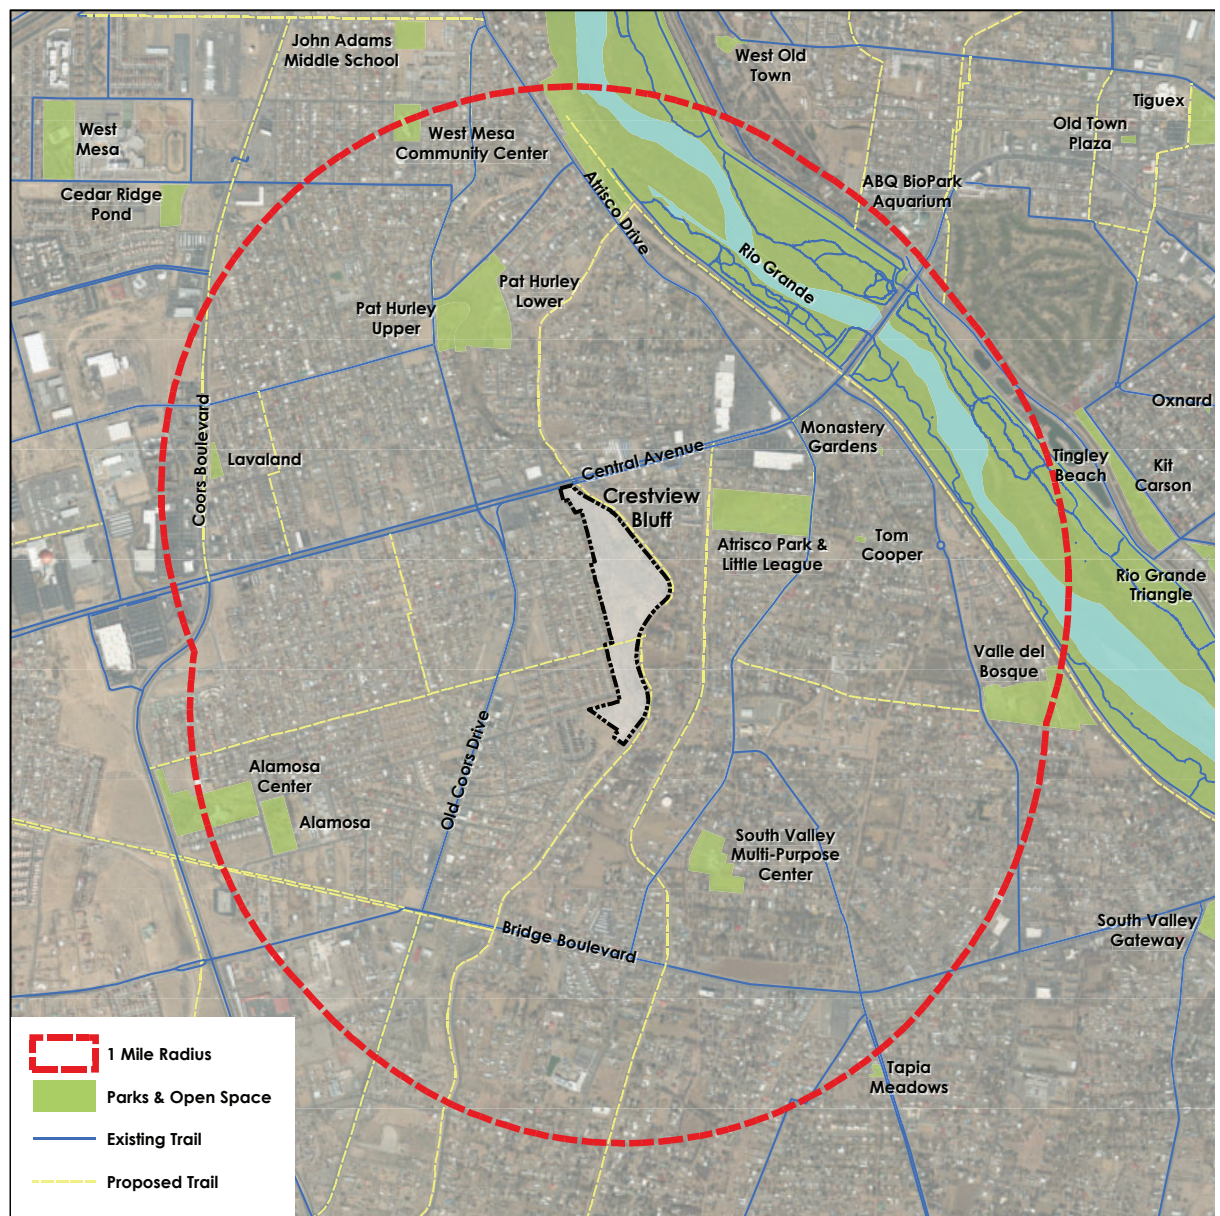 John Adams
Middle School
West Old
Town
Tiguex
Old Town
Plaza
West
Mesa
West Mesa
Community Center
Cedar Ridge
Pond
ABQ BioPark
Aquarium
Atrisco Drive
Rio Grande
Pat Hurley
Lower
Pat Hurley
Upper
Oxnard
Coors Boulevard
Lavaland
Central Avenue
Monastery
Gardens
Tingley
Beach
Kit
Carson
Crestview
Bluff
Atrisco Park &
Little League
Tom
Cooper
Rio Grande
Triangle
Valle del
Bosque
Old Coors Drive
Alamosa
Center
Alamosa
South Valley
Multi-Purpose
Center
Bridge Boulevard
South Valley
Gateway
Tapia
Meadows
1 Mile Radius
Parks & Open Space
Existing Trail
Proposed Trail